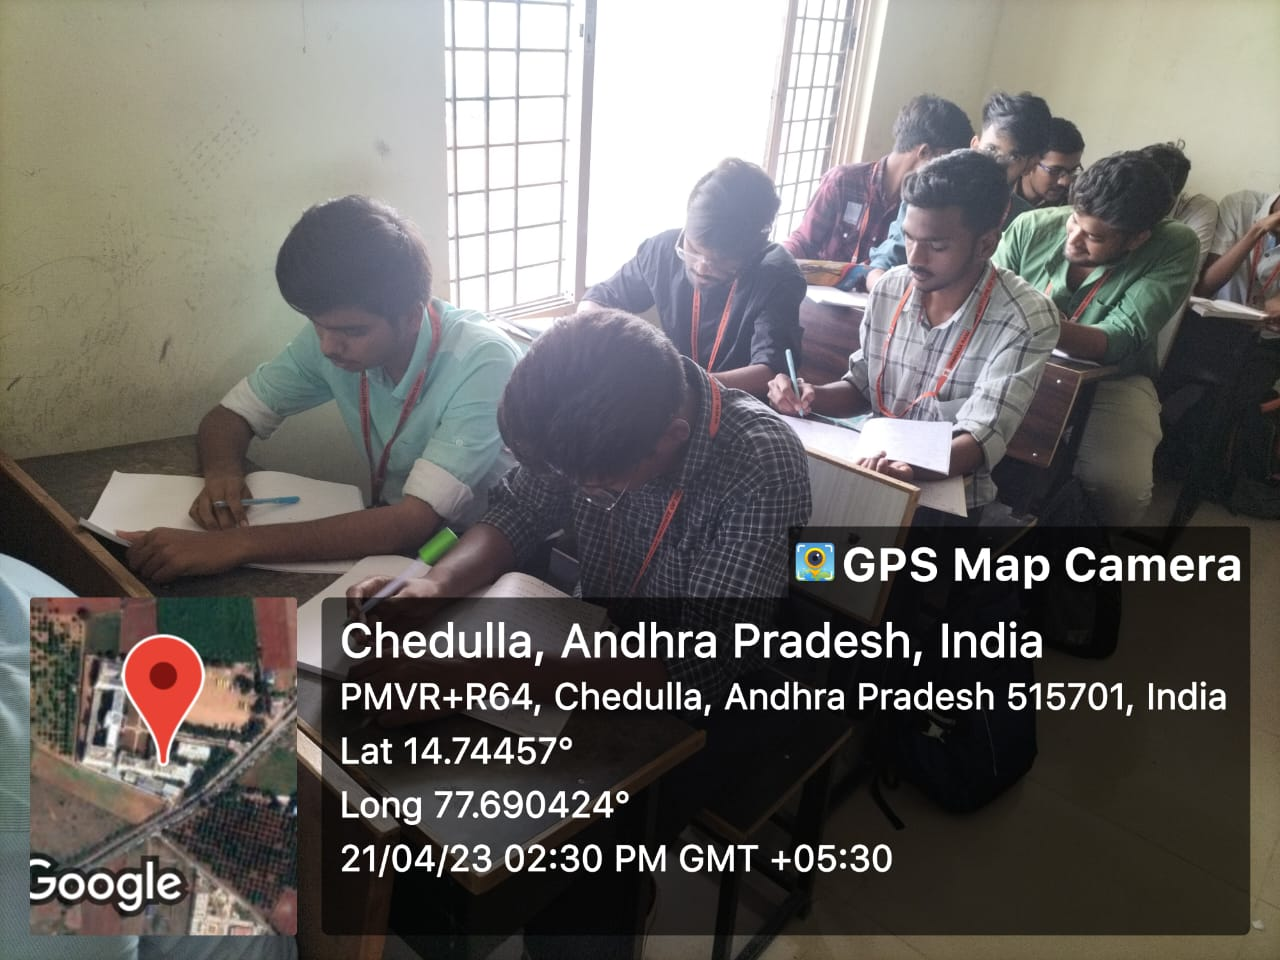 GPS Map Camera
Chedulla, Andhra Pradesh, India
PMVR+R64, Chedulla, Andhra Pradesh 515701, India
Lat 14.74457°
Long 77.690424°
21/04/23 02:30 PM GMT +05:30
Google